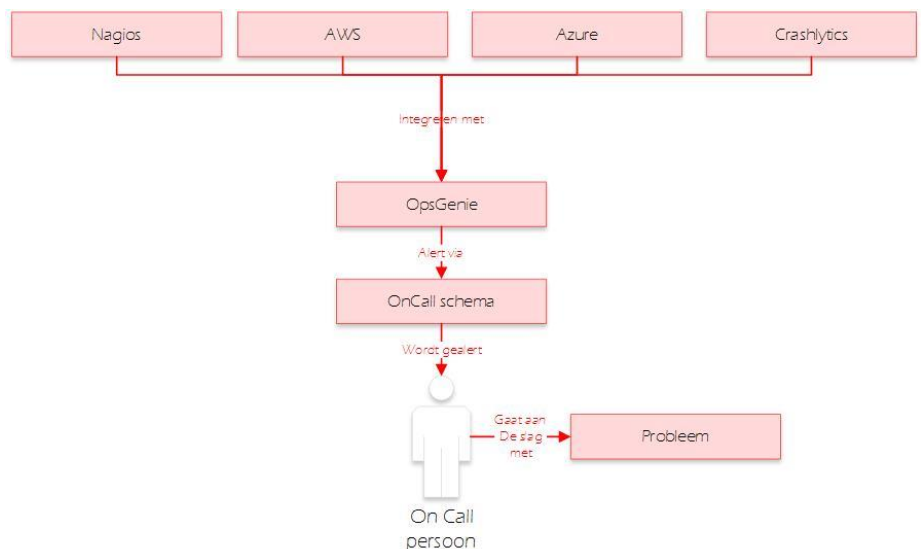 Nagios
AWS
Azure
Crashlytics
Integreren met
OpsGenie
Alert via
OnCall schema
Wordt gealert
Gaat aan
De slag
met
Probleem
On Call
persoon